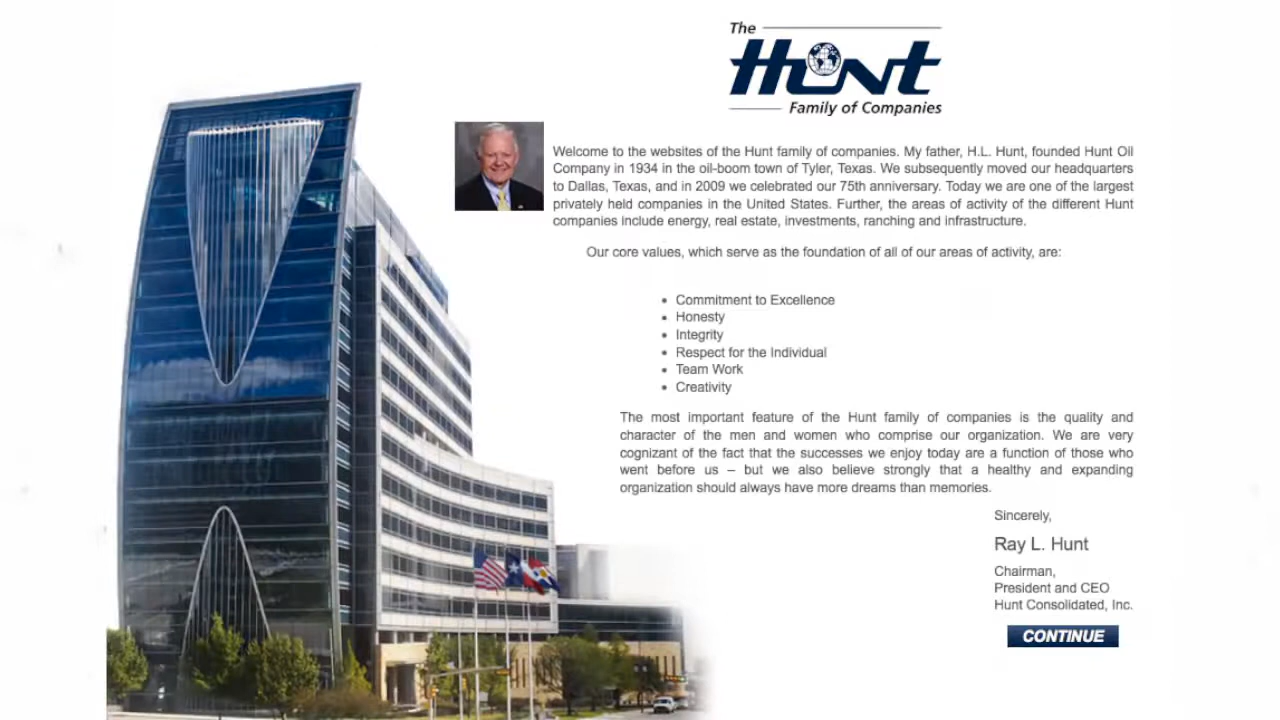 The
Hunt
Family of Companies
Welcome to the websites of the Hunt family of companies. My father, H.L. Hunt, founded Hunt Oil
Company in 1934 in the oil-boom town of Tyler, Texas. We subsequently moved our headquarters
to Dallas, Texas, and in 2009 we celebrated our 75th anniversary. Today we are one of the largest
privately held companies in the United States. Further, the areas of activity of the different Hunt
companies include energy, real estate, investments, ranching and infrastructure.
Our core values, which serve as the foundation of all of our areas of activity, are:
• Commitment to Excellence
• Honesty
• Integrity
• Respect for the Individual
• Team Work
• Creativity
The most important feature of the Hunt family of companies is the quality and
character of the men and women who comprise our organization. We are very
cognizant of the fact that the successes we enjoy today are a function of those who
went before us – but we also believe strongly that a healthy and expanding
organization should always have more dreams than memories.
Sincerely,
Ray L. Hunt
Chairman,
President and CEO
Hunt Consolidated, Inc.
CONTINUE